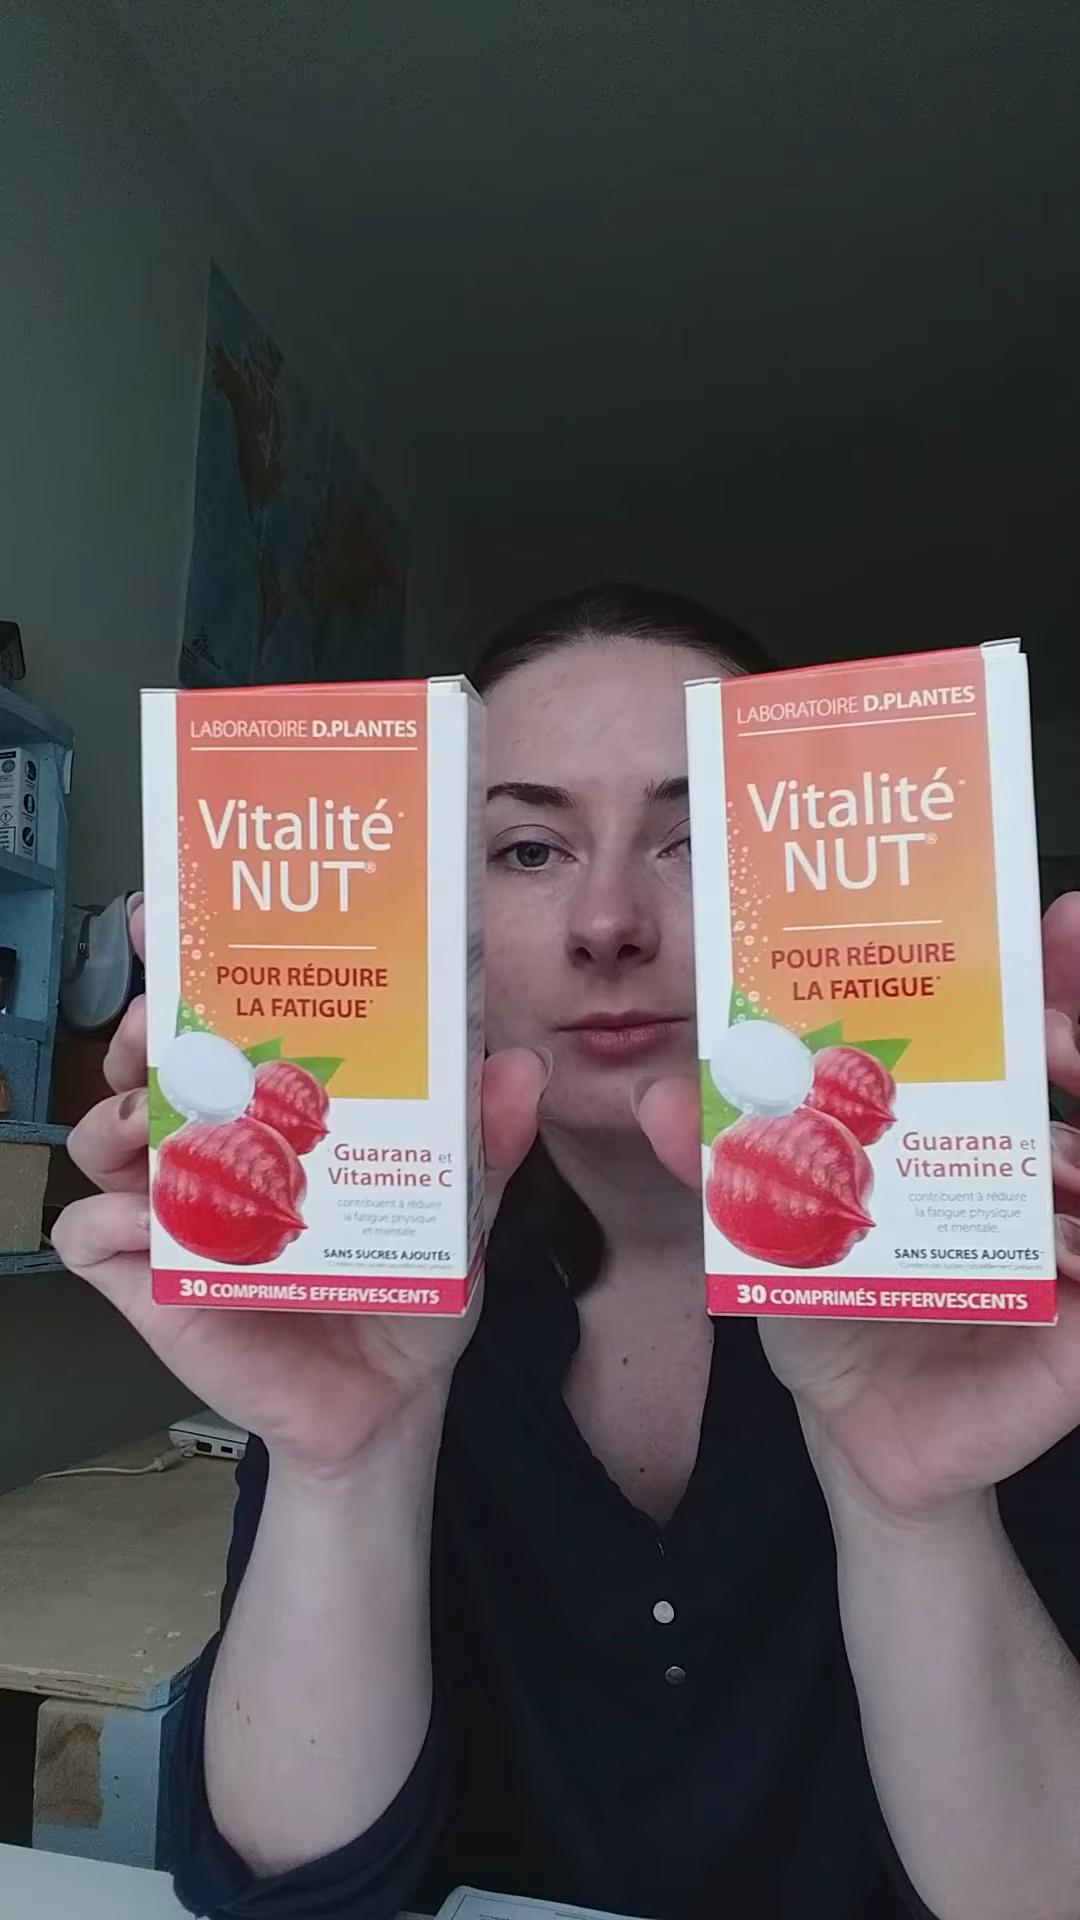 LABORATOIRE D.PLANTES
Vitalité*
NUT®
POUR RÉDUIRE
LA FATIGUE*
Guarana et
Vitamine C
contribuent à réduire
la fatigue physique
et mentale.
SANS SUCRES AJOUTÉS
30 COMPRIMÉS EFFERVESCENTS
LABORATOIRE D.PLANTES
Vitalité*
NUT®
POUR RÉDUIRE
LA FATIGUE*
Guarana et
Vitamine C
contribuent à réduire
la fatigue physique
et mentale.
SANS SUCRES AJOUTÉS
30 COMPRIMÉS EFFERVESCENTS